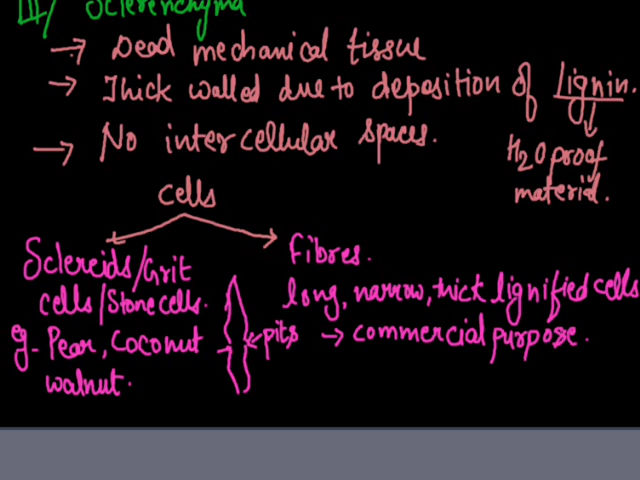 III/ Sclerenchyma
→ Dead mechanical tissue
→ Thick walled due to deposition of Lignin.
→ No intercellular spaces.
H2O proof
material.
cells
Sclereids/Grit
cells/Stone cells.
eg- Pear, Coconut
walnut.
Fibres.
long, narrow, thick lignified cells
pits → commercial purpose.